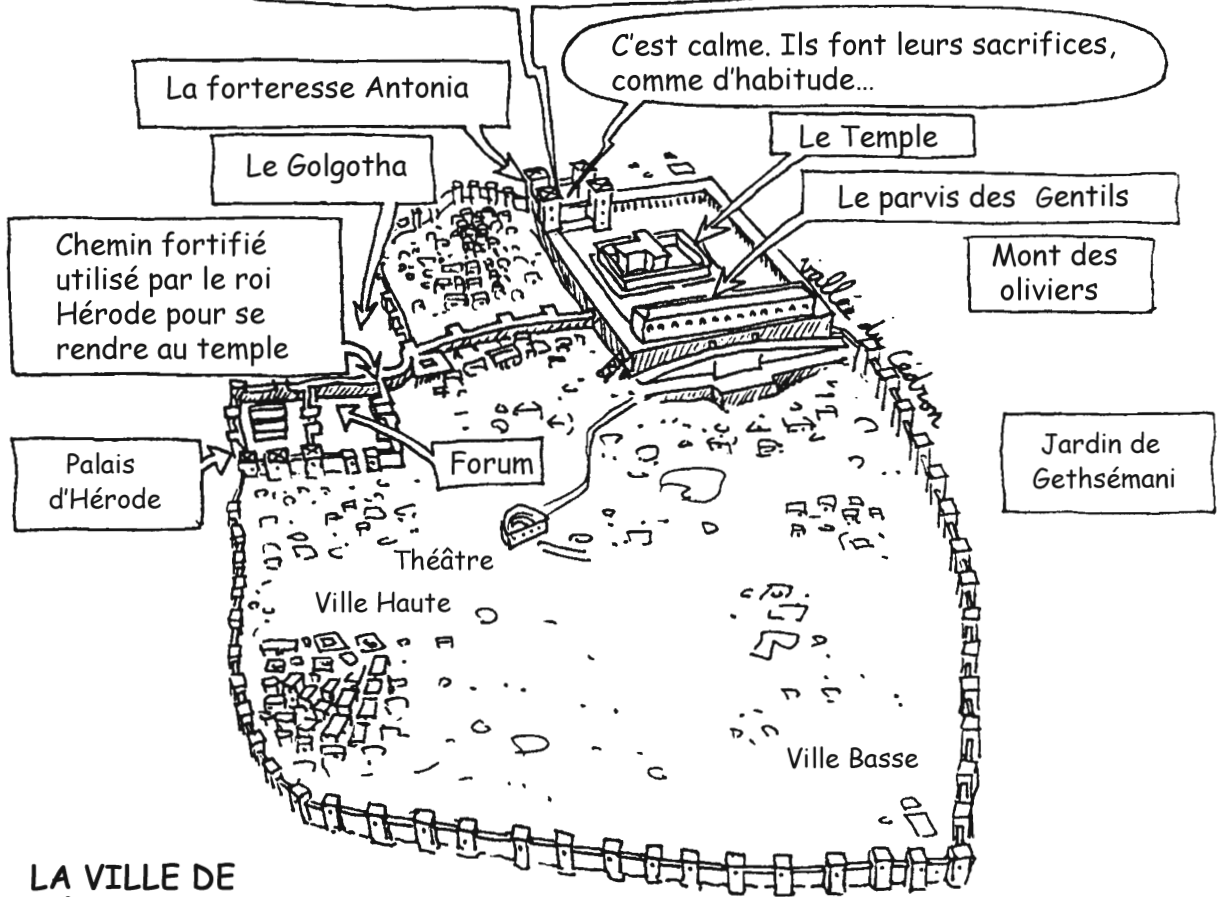 C'est calme. Ils font leurs sacrifices,
comme d'habitude...
La forteresse Antonia
Le Temple
Le Golgotha
Le parvis des Gentils
Chemin fortifié
utilisé par le roi
Hérode pour se
rendre au temple
Mont des
oliviers
vallée du Cédron
Palais
d'Hérode
Forum
Jardin de
Gethsémani
Théâtre
Ville Haute
Ville Basse
LA VILLE DE